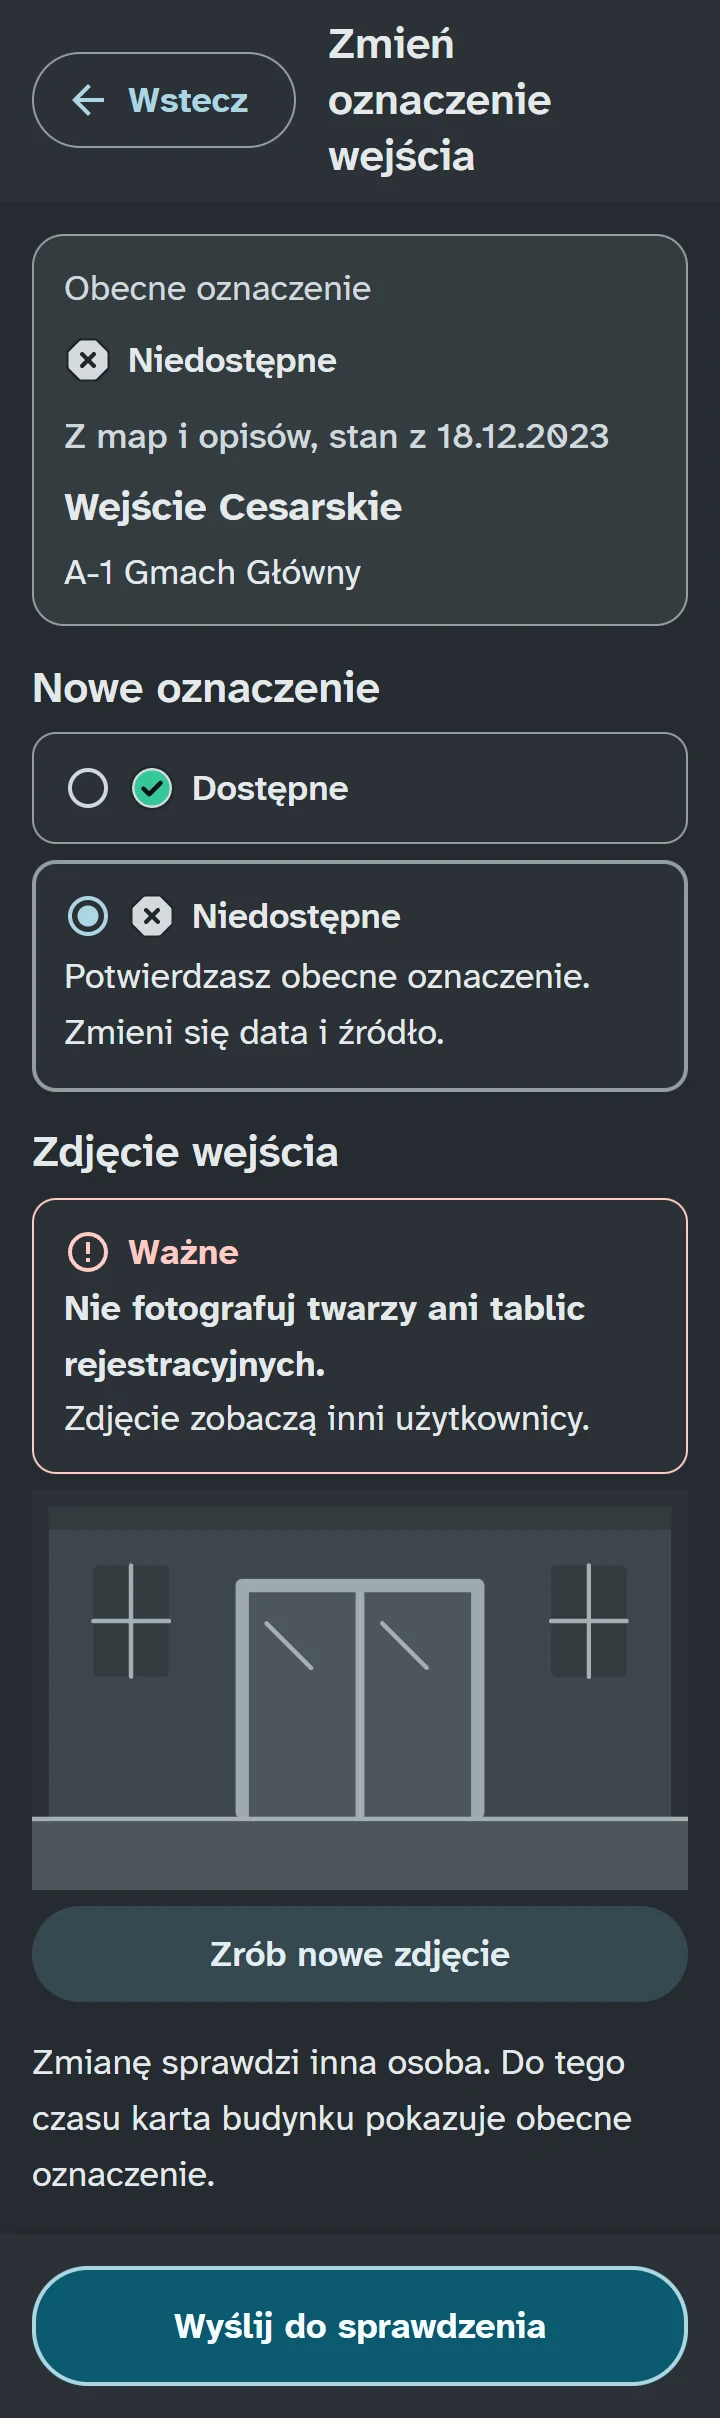 Wstecz
Zmień
oznaczenie
wejścia
Obecne oznaczenie
Niedostępne
Z map i opisów, stan z 18.12.2023
Wejście Cesarskie
A-1 Gmach Główny
Nowe oznaczenie
Dostępne
Niedostępne
Potwierdzasz obecne oznaczenie.
Zmieni się data i źródło.
Zdjęcie wejścia
Ważne
Nie fotografuj twarzy ani tablic
rejestracyjnych.
Zdjęcie zobaczą inni użytkownicy.
Zrób nowe zdjęcie
Zmianę sprawdzi inna osoba. Do tego
czasu karta budynku pokazuje obecne
oznaczenie.
Wyślij do sprawdzenia